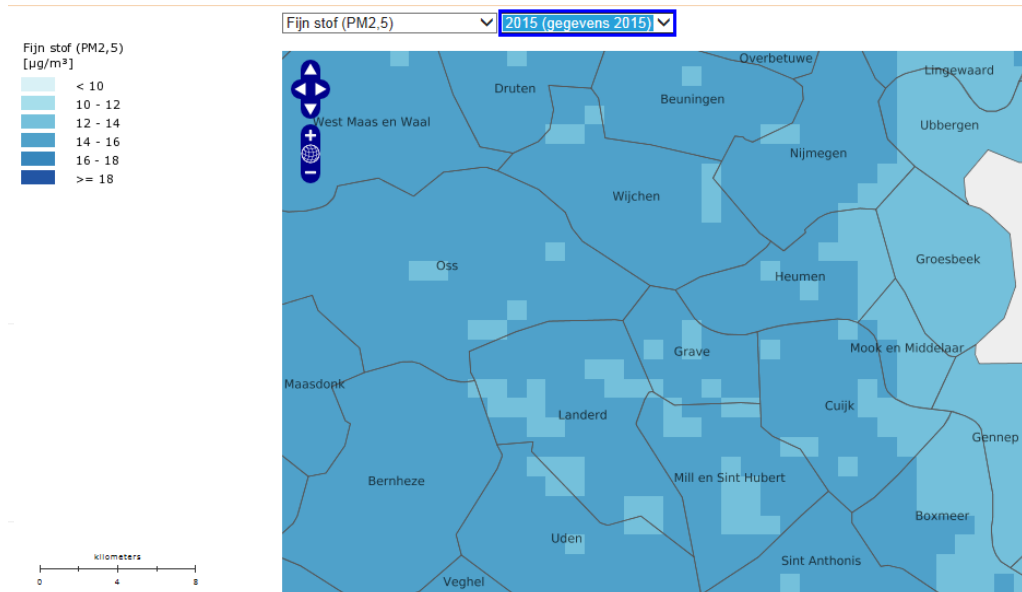 Fijn stof (PM2,5)
2015 (gegevens 2015)
Fijn stof (PM2,5)
[µg/m³]
< 10
10 - 12
12 - 14
14 - 16
16 - 18
>= 18
Overbetuwe
Lingewaard
Druten
Beuningen
West Maas en Waal
Ubbergen
Nijmegen
Wijchen
Groesbeek
Oss
Heumen
Mook en Middelaar
Grave
Maasdonk
Cuijk
Landerd
Gennep
Mill en Sint Hubert
Bernheze
Boxmeer
Uden
Sint Anthonis
Veghel
kilometers
0 4 8